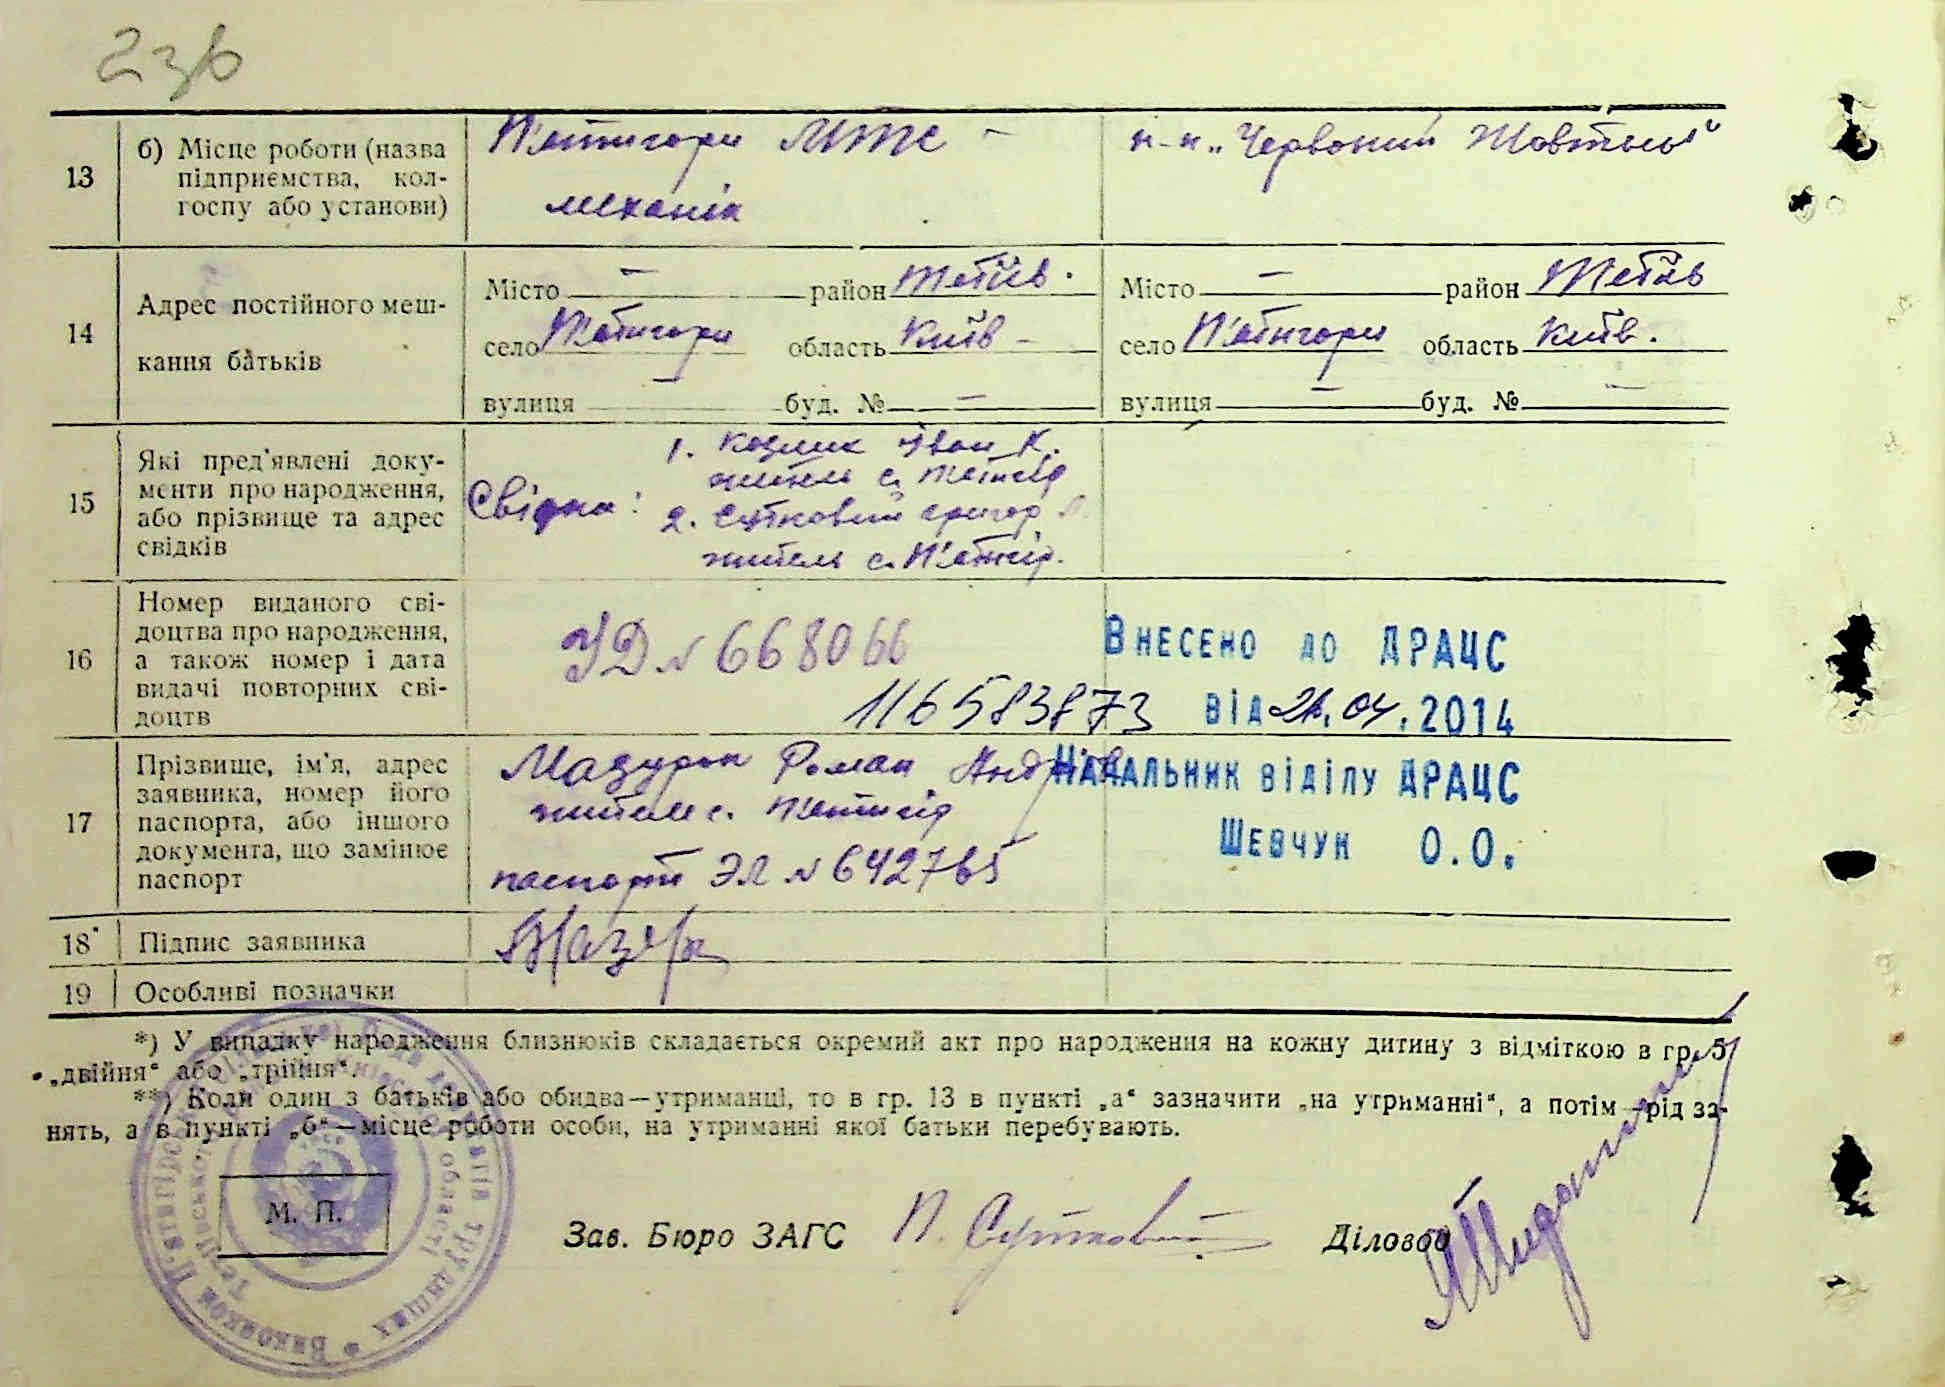 23б
13
б) Місце роботи (назва
підприємства, кол-
госпу або установи)
П'ятигори МТС –
механік
к-п „Червоний Жовтень"
14
Адрес постійного меш-
кання батьків
Місто – район Тетіїв.
село П'ятигори область Київ –
вулиця – буд. № –
Місто – район Тетіїв
село П'ятигори область Київ.
вулиця – буд. № –
15
Які пред'явлені доку-
менти про народження,
або прізвище та адрес
свідків
Свідки:
1. Козлик Іван К.
житель с. П'ятигір
2. Сутковий Григор
житель с. П'ятигір.
16
Номер виданого сві-
доцтва про народження,
а також номер і дата
видачі повторних сві-
доцтв
УД № 668066
116583873
Внесено до ДРАЦС
від 24.04.2014
Начальник відділу ДРАЦС
Шевчук О.О.
17
Прізвище, ім'я, адрес
заявника, номер його
паспорта, або іншого
документа, що замінює
паспорт
Мазурок Роман
житель с. П'ятигір
паспорт ЭЛ № 642765
18
Підпис заявника
19
Особливі позначки
*) У випадку народження близнюків складається окремий акт про народження на кожну дитину з відміткою в гр. 5
„двійня" або „трійня".
**) Коли один з батьків або обидва—утриманці, то в гр. 13 в пункті „а" зазначити „на утриманні", а потім —рід за-
нять, а в пункті „б"—місце роботи особи, на утриманні якої батьки перебувають.
М. П.
Зав. Бюро ЗАГС П. Сутковий
Діловод